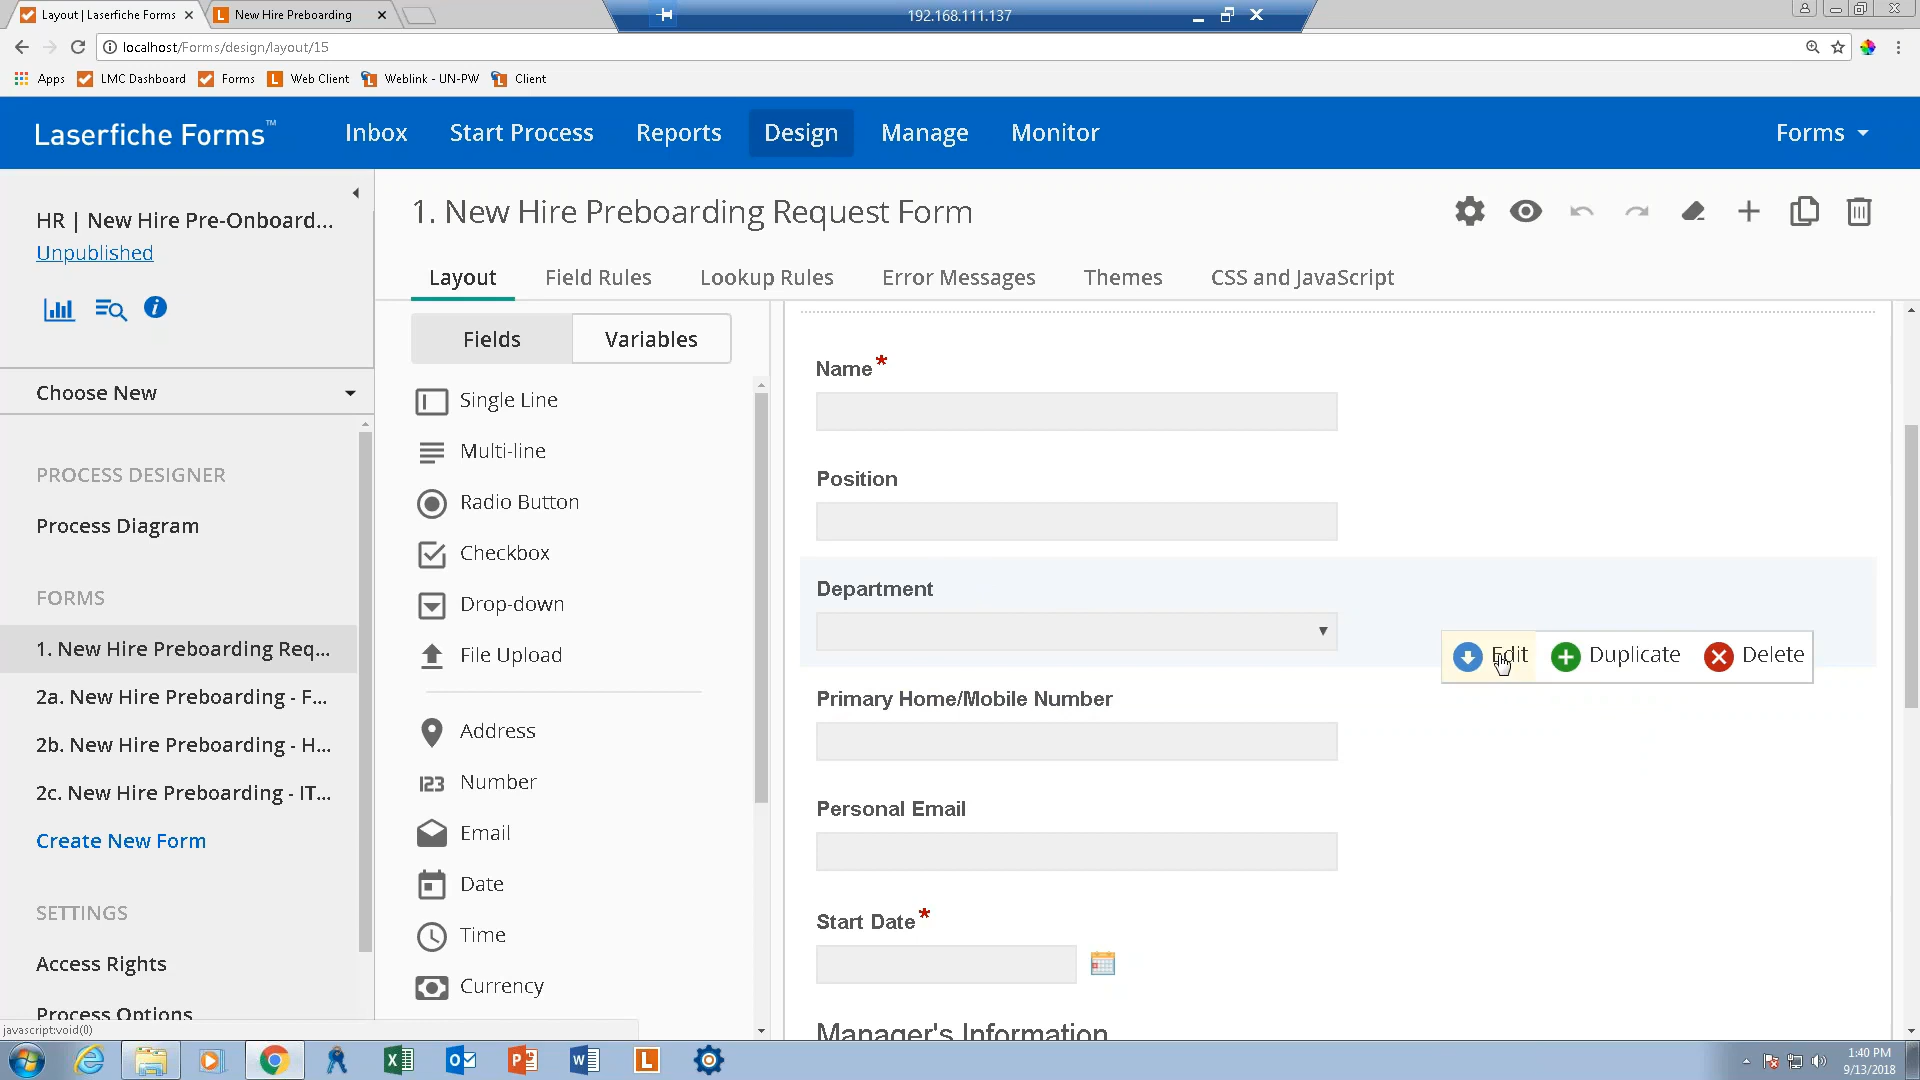 Layout | Laserfiche Forms
New Hire Preboarding
192.168.111.137
localhost/Forms/design/layout/15
Apps
LMC Dashboard
Forms
Web Client
Weblink - UN-PW
Client
Laserfiche Forms™
Inbox
Start Process
Reports
Design
Manage
Monitor
Forms
HR | New Hire Pre-Onboard...
Unpublished
Choose New
PROCESS DESIGNER
Process Diagram
FORMS
1. New Hire Preboarding Req...
2a. New Hire Preboarding - F...
2b. New Hire Preboarding - H...
2c. New Hire Preboarding - IT...
Create New Form
SETTINGS
Access Rights
Process Options
javascript:void(0)
1. New Hire Preboarding Request Form
Layout
Field Rules
Lookup Rules
Error Messages
Themes
CSS and JavaScript
Fields
Variables
Single Line
Multi-line
Radio Button
Checkbox
Drop-down
File Upload
Address
123 Number
Email
Date
Time
Currency
Name*
Position
Department
Edit
Duplicate
Delete
Primary Home/Mobile Number
Personal Email
Start Date*
Manager's Information
1:40 PM
9/13/2018